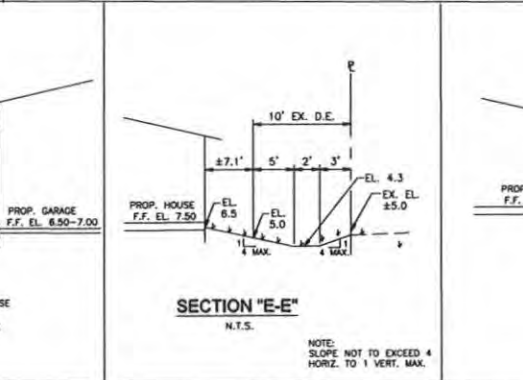 PROP. GARAGE
F.F. EL. 6.50-7.00
SE
℄
10' EX. D.E.
±7.1'
5'
2'
3'
EL. 4.3
PROP. HOUSE
F.F. EL. 7.50
EL.
6.5
EL.
5.0
EX. EL.
±5.0
1
4 MAX.
1
4 MAX.
SECTION "E-E"
N.T.S.
NOTE:
SLOPE NOT TO EXCEED 4
HORIZ. TO 1 VERT. MAX.
PROP
F.F.